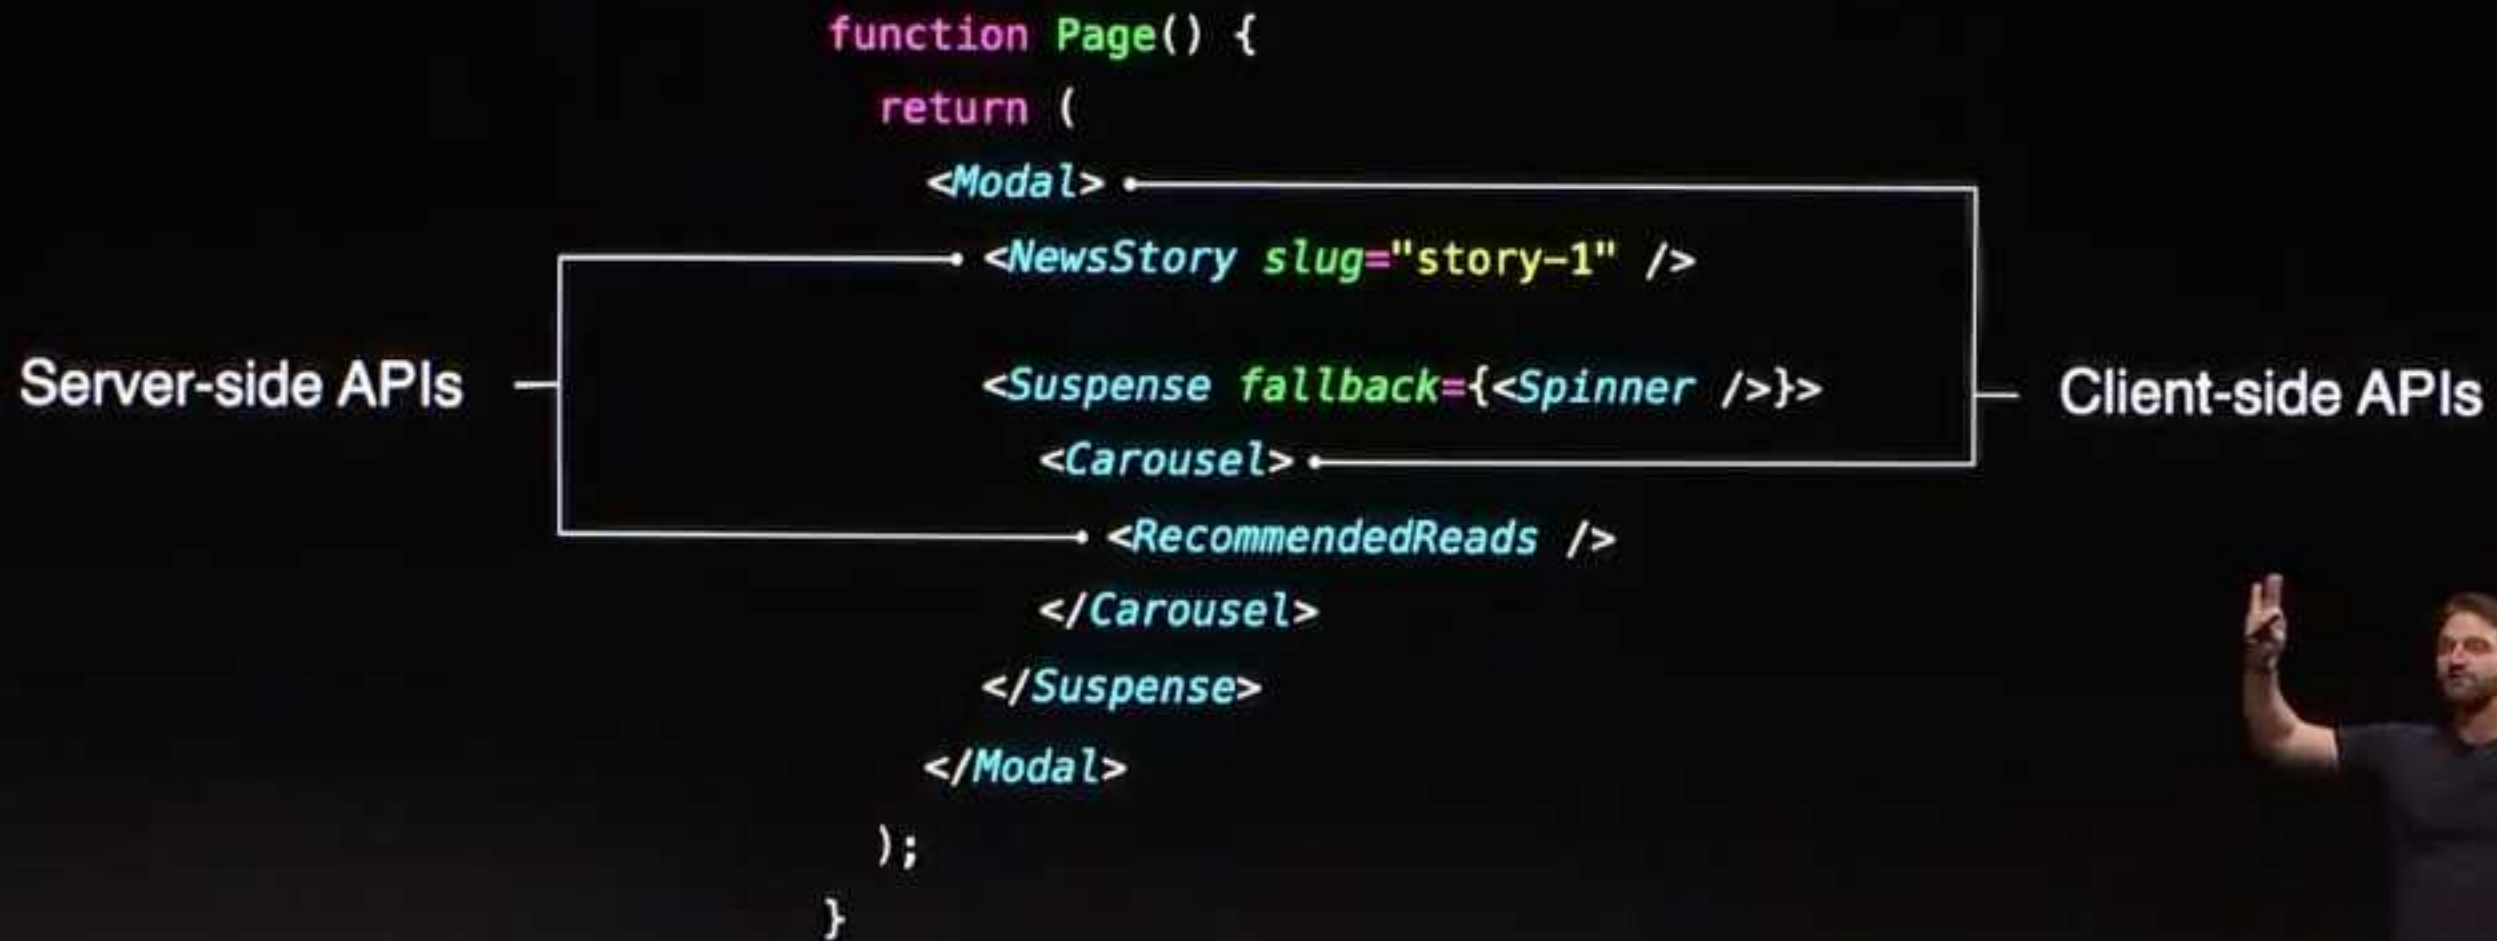 function Page() {
return (
<Modal>
<NewsStory slug="story-1" />
Server-side APIs
<Suspense fallback={<Spinner />}>
Client-side APIs
<Carousel>
<RecommendedReads />
</Carousel>
</Suspense>
</Modal>
);
}